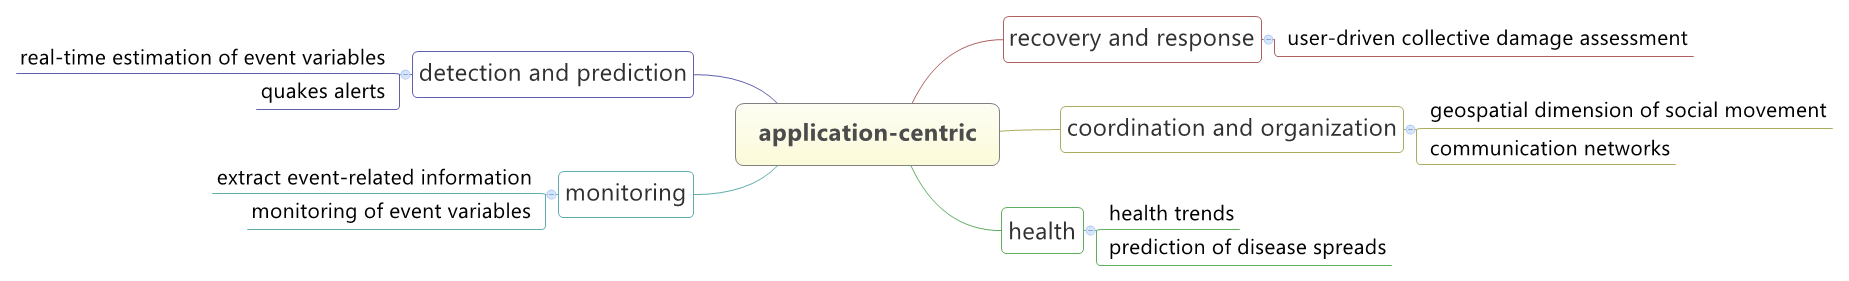 application-centric
recovery and response
user-driven collective damage assessment
coordination and organization
geospatial dimension of social movement
communication networks
health
health trends
prediction of disease spreads
detection and prediction
real-time estimation of event variables
quakes alerts
monitoring
extract event-related information
monitoring of event variables